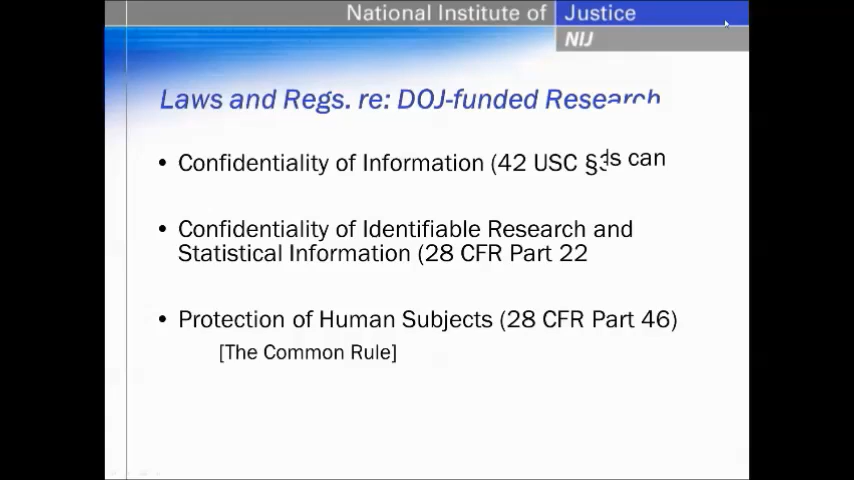 National Institute of Justice
NIJ
Laws and Regs. re: DOJ-funded Research
• Confidentiality of Information (42 USC § can
• Confidentiality of Identifiable Research and
Statistical Information (28 CFR Part 22
• Protection of Human Subjects (28 CFR Part 46)
[The Common Rule]